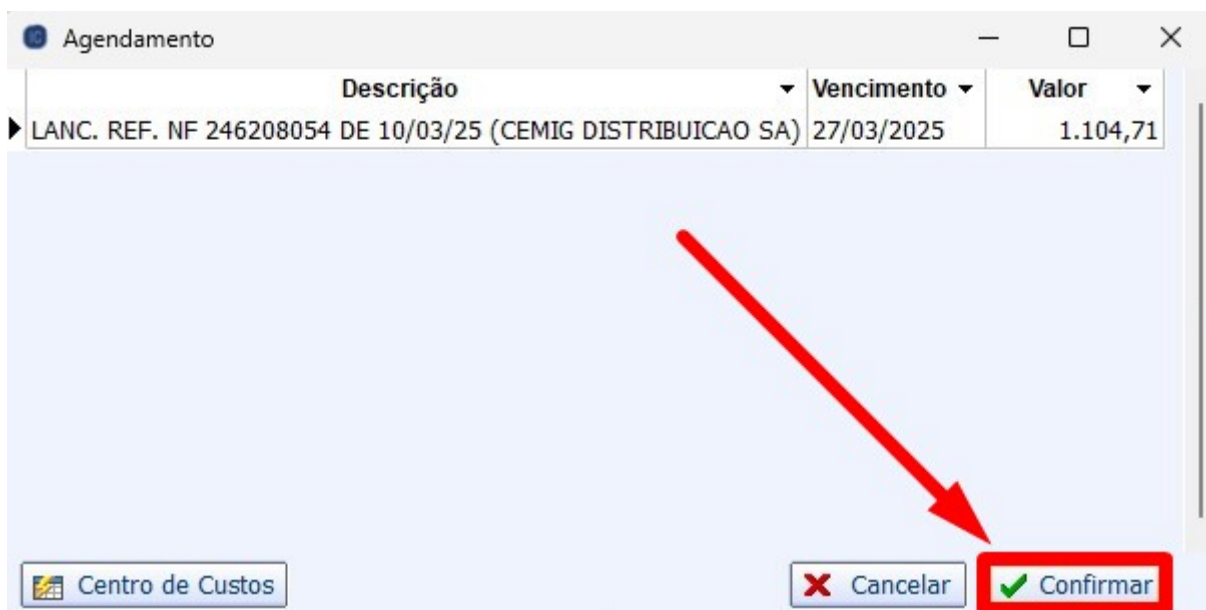 Agendamento
Descrição Vencimento Valor
LANC. REF. NF 246208054 DE 10/03/25 (CEMIG DISTRIBUICAO SA) 27/03/2025 1.104,71
Centro de Custos Cancelar Confirmar